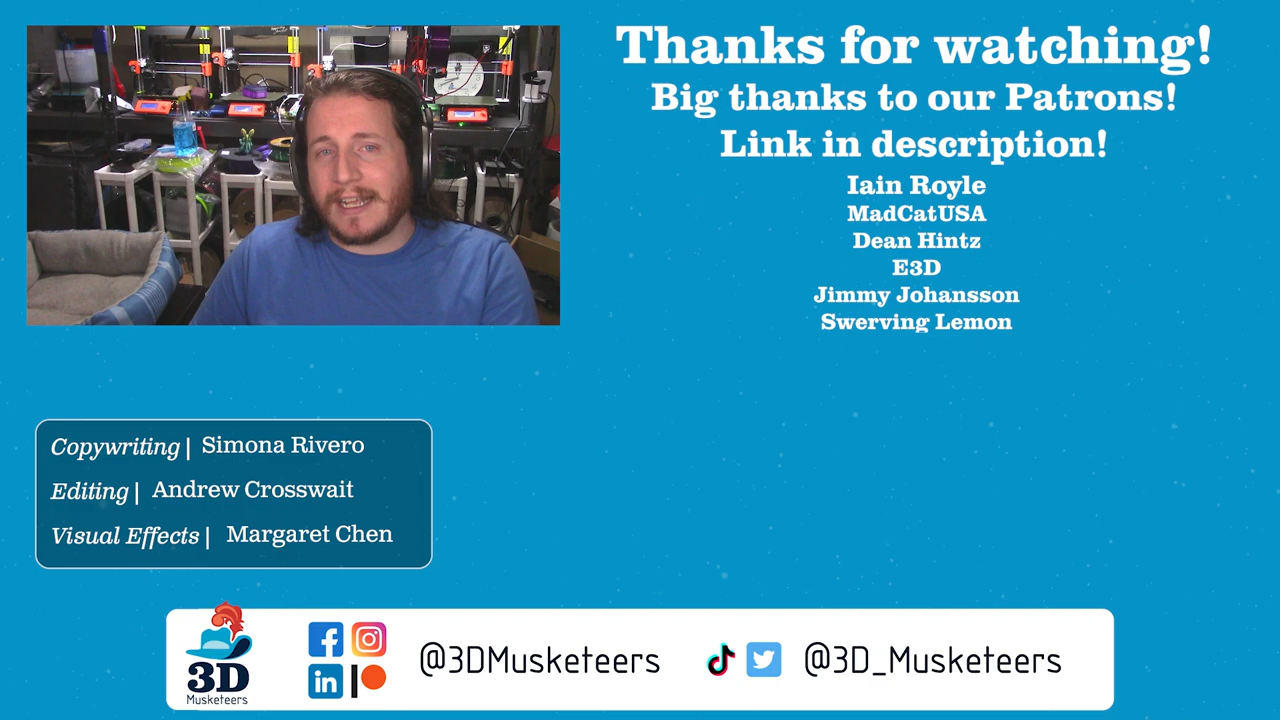 Thanks for watching!
Big thanks to our Patrons!
Link in description!
Iain Royle
MadCatUSA
Dean Hintz
E3D
Jimmy Johansson
Swerving Lemon
Copywriting | Simona Rivero
Editing | Andrew Crosswait
Visual Effects | Margaret Chen
3D
Musketeers
@3DMusketeers
@3D_Musketeers